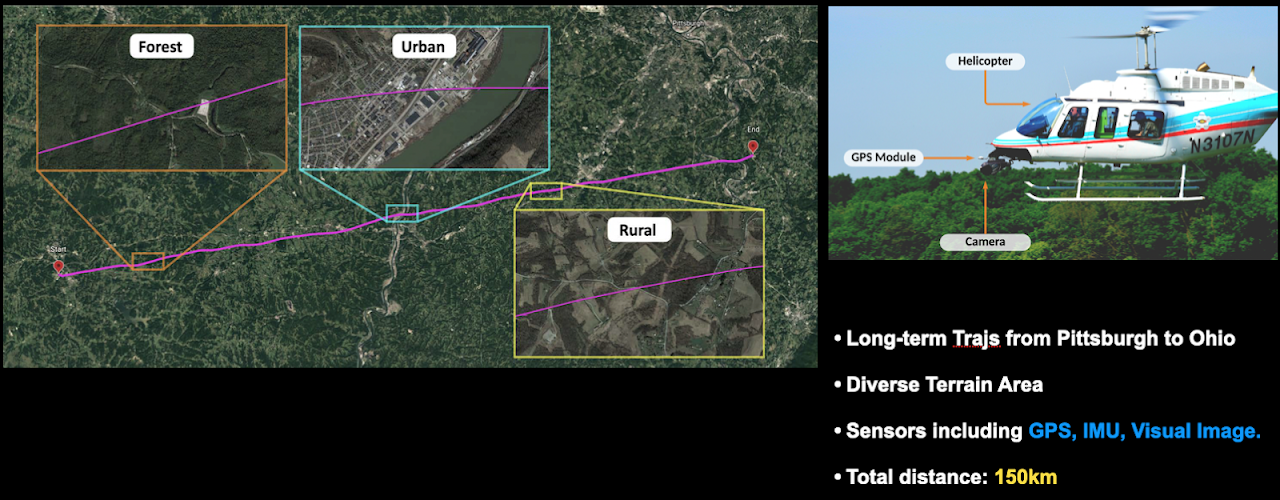 Pittsburgh
Forest
Urban
End
Rural
Start
Helicopter
GPS Module
Camera
N3107N
• Long-term Trajs from Pittsburgh to Ohio
• Diverse Terrain Area
• Sensors including GPS, IMU, Visual Image.
• Total distance: 150km